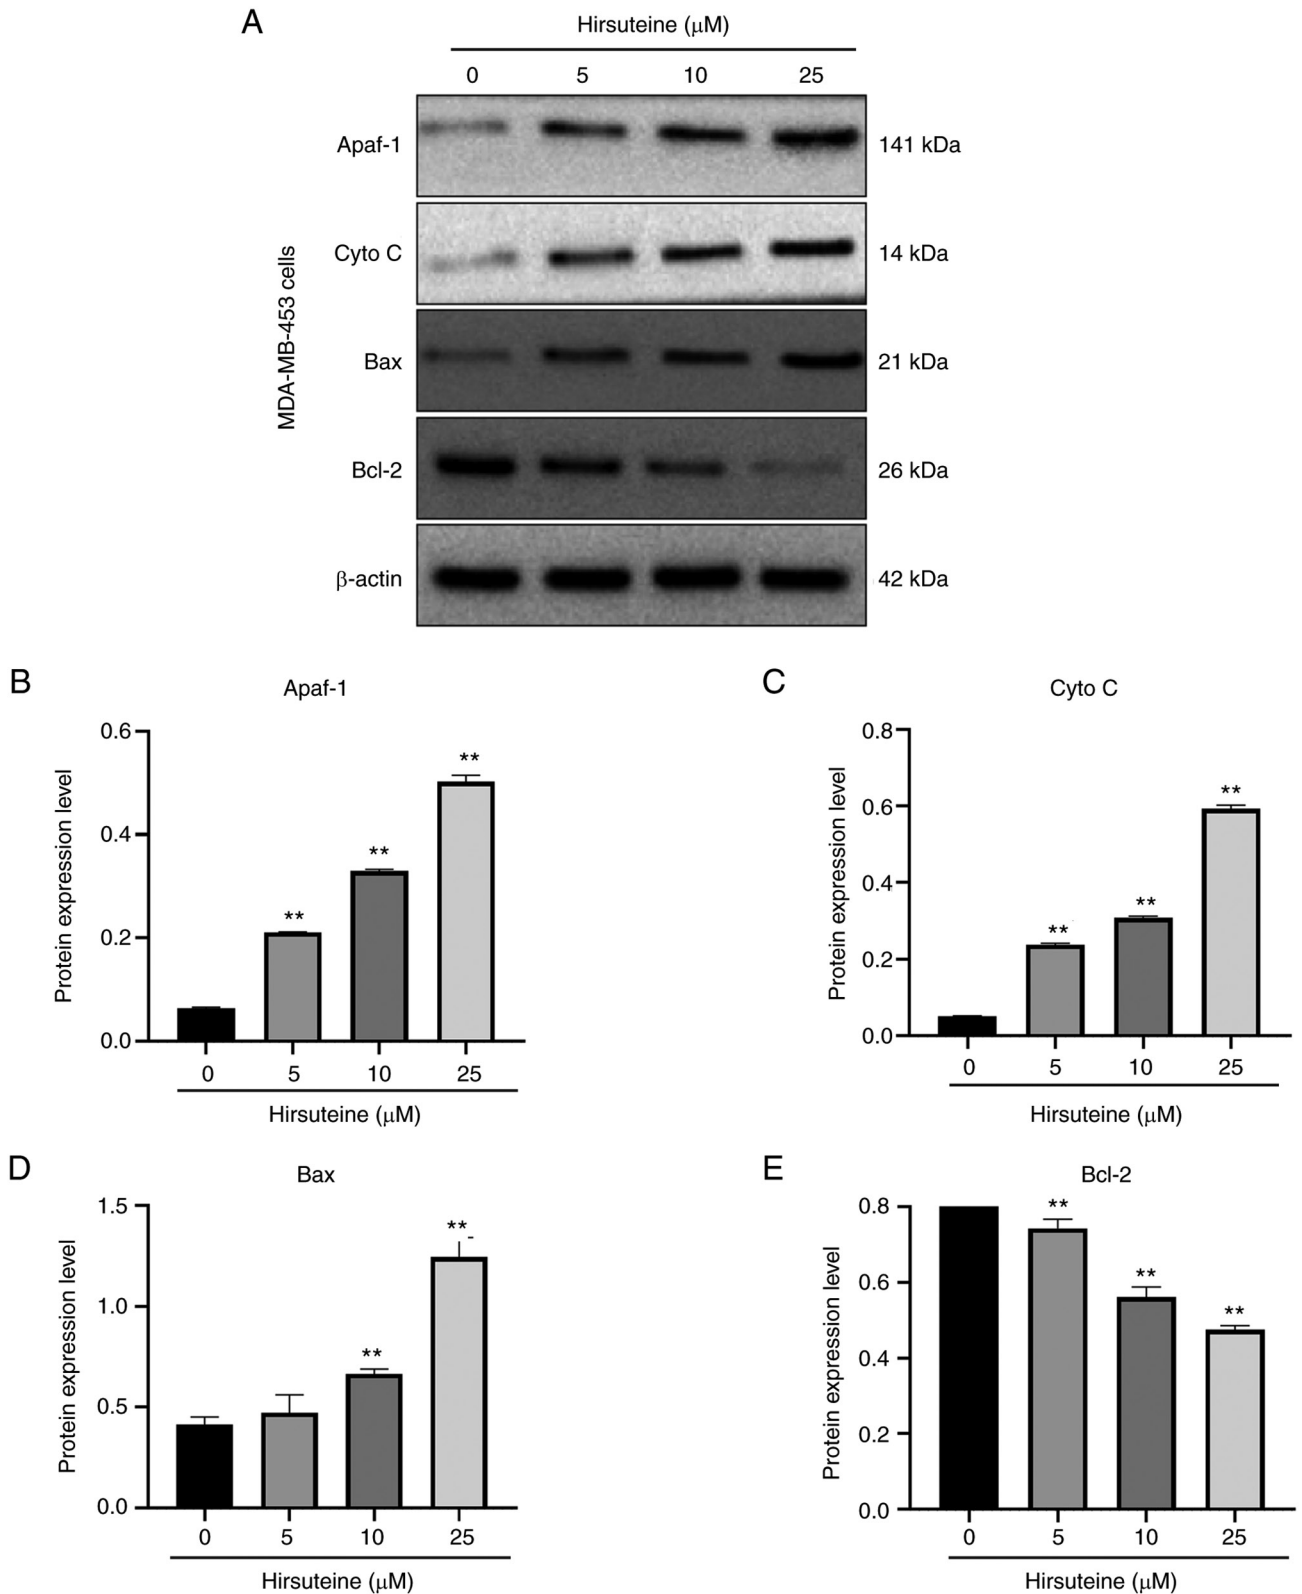 A
Hirsuteine (μM)
0 5 10 25
MDA-MB-453 cells
Apaf-1 141 kDa
Cyto C 14 kDa
Bax 21 kDa
Bcl-2 26 kDa
β-actin 42 kDa
B
Apaf-1
Protein expression level
0.6
0.4
0.2
0.0
**
**
**
0 5 10 25
Hirsuteine (μM)
C
Cyto C
Protein expression level
0.8
0.6
0.4
0.2
0.0
**
**
**
0 5 10 25
Hirsuteine (μM)
D
Bax
Protein expression level
1.5
1.0
0.5
0.0
**
**
0 5 10 25
Hirsuteine (μM)
E
Bcl-2
Protein expression level
0.8
0.6
0.4
0.2
0.0
**
**
**
0 5 10 25
Hirsuteine (μM)